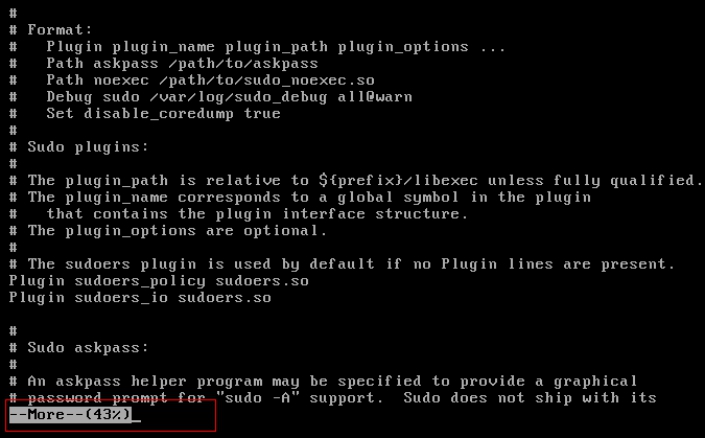 #
# Format:
#   Plugin plugin_name plugin_path plugin_options ...
#   Path askpass /path/to/askpass
#   Path noexec /path/to/sudo_noexec.so
#   Debug sudo /var/log/sudo_debug all@warn
#   Set disable_coredump true
#
# Sudo plugins:
#
# The plugin_path is relative to ${prefix}/libexec unless fully qualified.
# The plugin_name corresponds to a global symbol in the plugin
#   that contains the plugin interface structure.
# The plugin_options are optional.
#
# The sudoers plugin is used by default if no Plugin lines are present.
Plugin sudoers_policy sudoers.so
Plugin sudoers_io sudoers.so

#
# Sudo askpass:
#
# An askpass helper program may be specified to provide a graphical
# password prompt for "sudo -A" support.  Sudo does not ship with its
--More--(43%)_